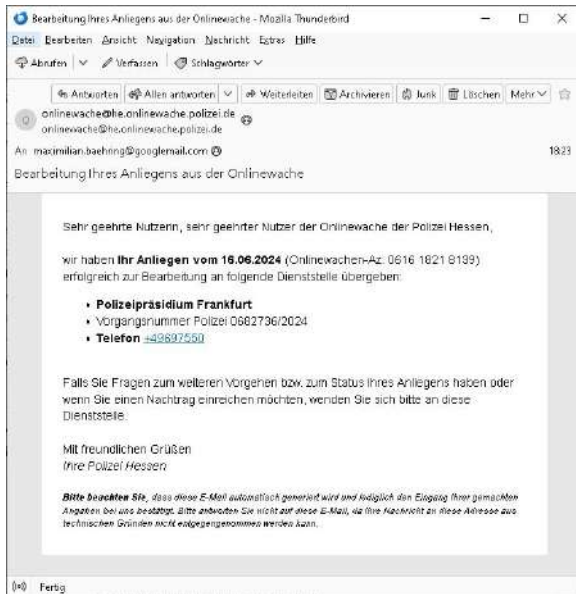 Bearbeitung Ihres Anliegens aus der Onlinewache - Mozilla Thunderbird
Datei Bearbeiten Ansicht Navigation Nachricht Extras Hilfe
Abrufen Verfassen Schlagwörter
Antworten Allen antworten Weiterleiten Archivieren Junk Löschen Mehr
O onlinewache@he.onlinewache.polizei.de
onlinewache@he.onlinewache.polizei.de
An maximilian.baehring@googlemail.com 18:23
Bearbeitung Ihres Anliegens aus der Onlinewache
Sehr geehrte Nutzerin, sehr geehrter Nutzer der Onlinewache der Polizei Hessen,
wir haben Ihr Anliegen vom 16.06.2024 (Onlinewachen-Az: 0616 1821 8139)
erfolgreich zur Bearbeitung an folgende Dienststelle übergeben:
• Polizeipräsidium Frankfurt
• Vorgangsnummer Polizei 0682736/2024
• Telefon +49697550
Falls Sie Fragen zum weiteren Vorgehen bzw. zum Status Ihres Anliegens haben oder
wenn Sie einen Nachtrag einreichen möchten, wenden Sie sich bitte an diese
Dienststelle.
Mit freundlichen Grüßen
Ihre Polizei Hessen
Bitte beachten Sie, dass diese E-Mail automatisch generiert wird und lediglich den Eingang Ihrer gemachten
Angaben bei uns bestätigt. Bitte antworten Sie nicht auf diese E-Mail, da Ihre Nachricht an diese Adresse aus
technischen Gründen nicht entgegengenommen werden kann.
Fertig